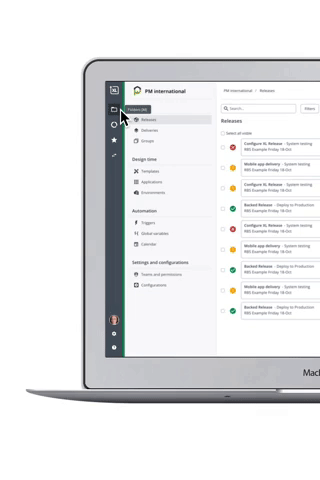 XL
PM international
PM international / Releases
Folders (All)
Search...
Filters
Releases
Releases
Deliveries
Select all visible
Groups
Configure XL Release - System testing
RBS Example Friday 18-Oct
Design time
Mobile app delivery - System testing
RBS Example Friday 18-Oct
Templates
Applications
Configure XL Release - System testing
RBS Example Friday 18-Oct
Environments
Backed Release - Deploy to Production
RBS Example Friday 18-Oct
Automation
Triggers
Configure XL Release - System testing
RBS Example Friday 18-Oct
Global variables
Calendar
Mobile app delivery - System testing
RBS Example Friday 18-Oct
Settings and configurations
Backed Release - Deploy to Production
RBS Example Friday 18-Oct
Teams and permissions
Configurations
Mobile app delivery - System testing
RBS Example Friday 18-Oct
Backed Release - Deploy to Production
RBS Example Friday 18-Oct